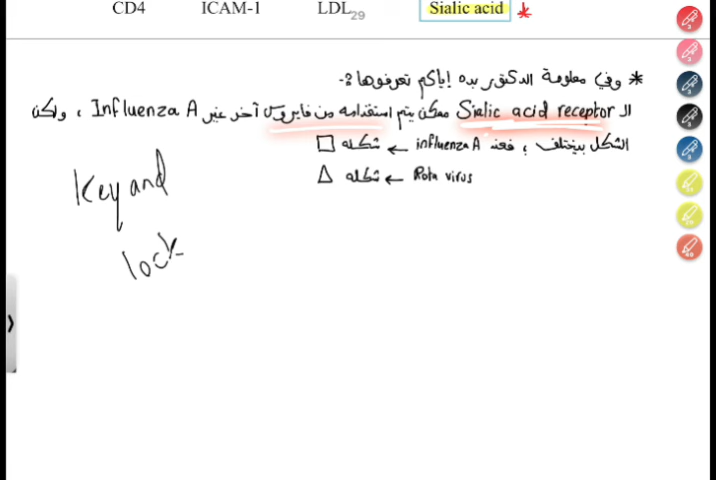 CD4 ICAM-1 LDL29 Sialic acid *
* وفي معلومة الدكتور بده إياكم تعرفوها :-
الـ Sialic acid receptor ممكن يتم استخدامه من فايروس آخر غير Influenza A ، ولكن
الشكل بيختلف ، فعند influenza A ← شكله □
Rota virus ← شكله △
Key and
lock